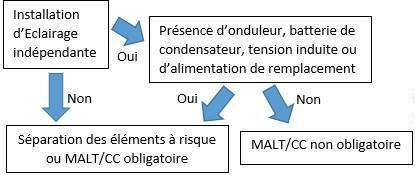 Installation
d’Eclairage
indépendante
Oui
Présence d’onduleur, batterie de
condensateur, tension induite ou
d’alimentation de remplacement
Non
Oui
Non
Séparation des éléments à risque
ou MALT/CC obligatoire
MALT/CC non obligatoire